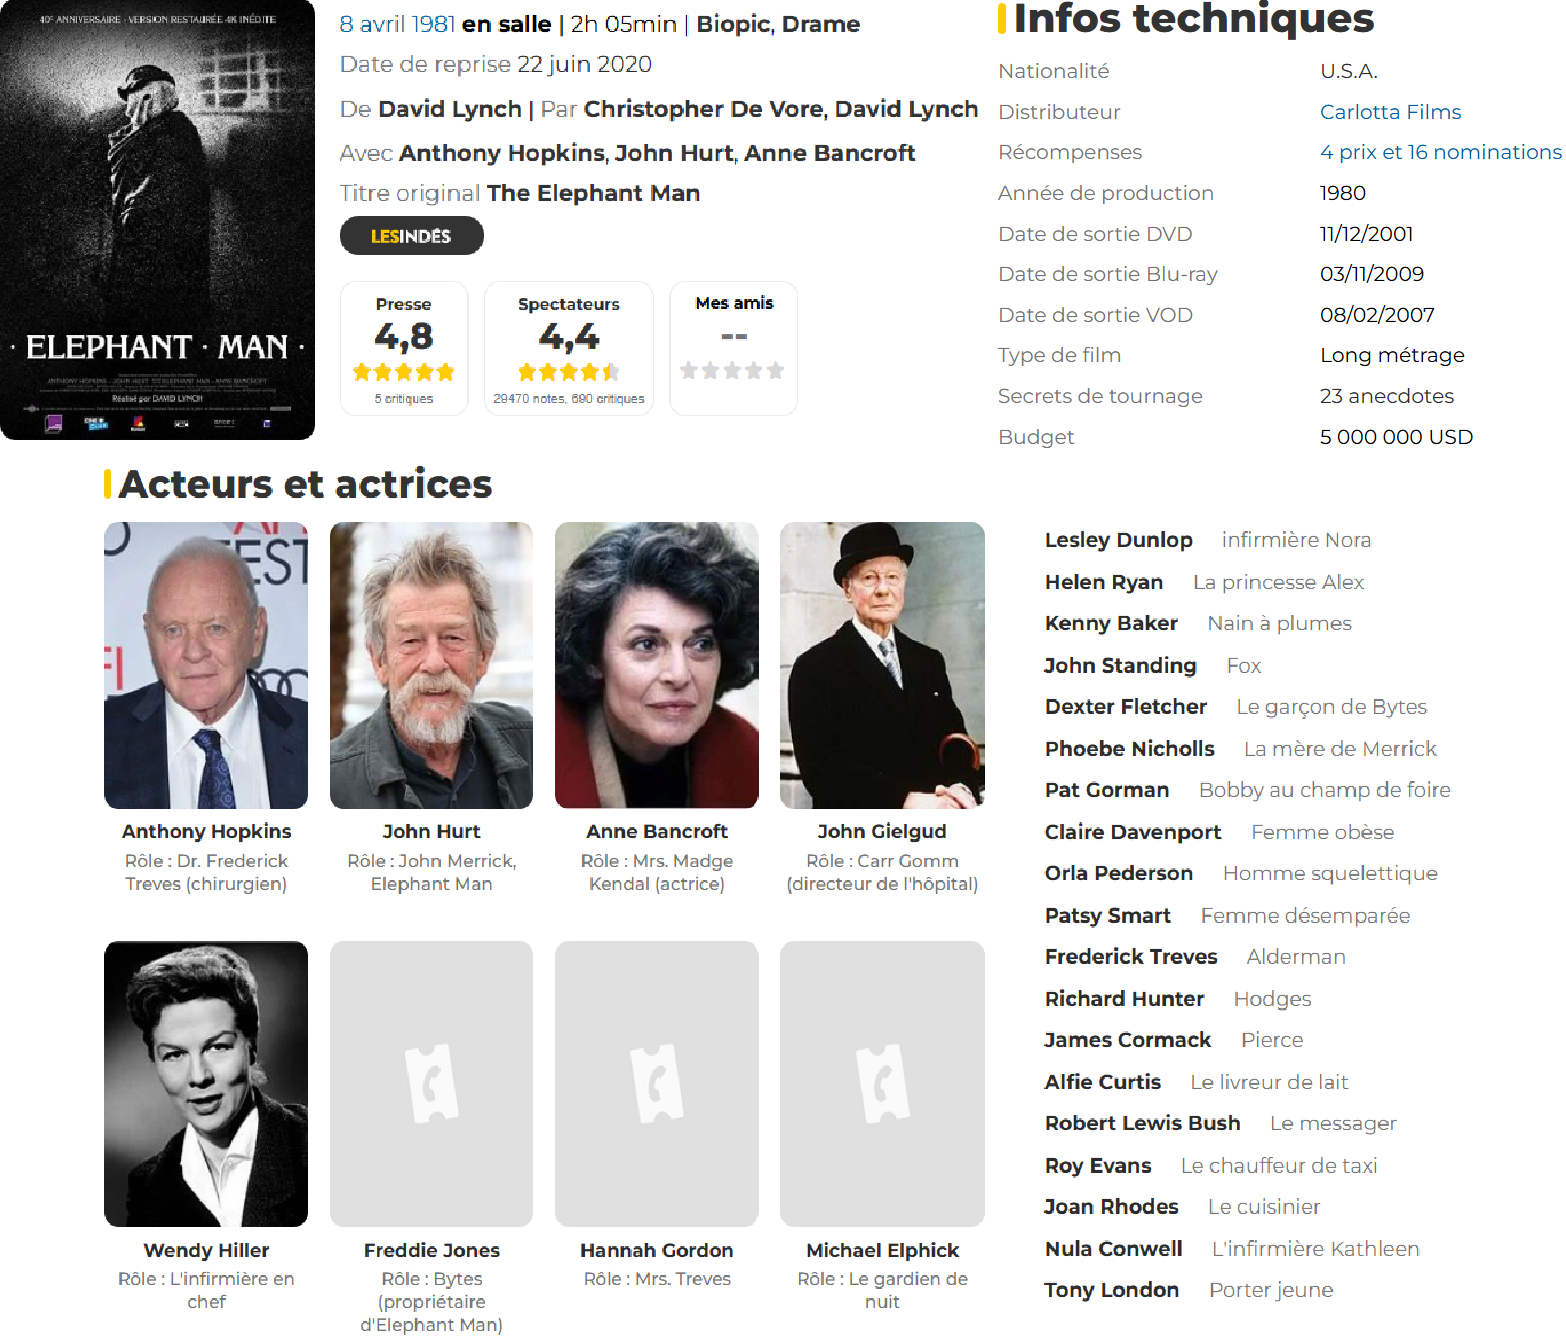 40e ANNIVERSAIRE · VERSION RESTAURÉE 4K INÉDITE
· ELEPHANT · MAN ·
ANTHONY HOPKINS · JOHN HURT
ANNE BANCROFT
Réalisé par DAVID LYNCH
8 avril 1981 en salle | 2h 05min | Biopic, Drame
Date de reprise 22 juin 2020
De David Lynch | Par Christopher De Vore, David Lynch
Avec Anthony Hopkins, John Hurt, Anne Bancroft
Titre original The Elephant Man
LESINDÉS
Presse
4,8
5 critiques
Spectateurs
4,4
29470 notes, 690 critiques
Mes amis
--
Infos techniques
Nationalité U.S.A.
Distributeur Carlotta Films
Récompenses 4 prix et 16 nominations
Année de production 1980
Date de sortie DVD 11/12/2001
Date de sortie Blu-ray 03/11/2009
Date de sortie VOD 08/02/2007
Type de film Long métrage
Secrets de tournage 23 anecdotes
Budget 5 000 000 USD
Acteurs et actrices
Anthony Hopkins
Rôle : Dr. Frederick
Treves (chirurgien)
John Hurt
Rôle : John Merrick,
Elephant Man
Anne Bancroft
Rôle : Mrs. Madge
Kendal (actrice)
John Gielgud
Rôle : Carr Gomm
(directeur de l'hôpital)
Wendy Hiller
Rôle : L'infirmière en
chef
Freddie Jones
Rôle : Bytes
(propriétaire
d'Elephant Man)
Hannah Gordon
Rôle : Mrs. Treves
Michael Elphick
Rôle : Le gardien de
nuit
Lesley Dunlop infirmière Nora
Helen Ryan La princesse Alex
Kenny Baker Nain à plumes
John Standing Fox
Dexter Fletcher Le garçon de Bytes
Phoebe Nicholls La mère de Merrick
Pat Gorman Bobby au champ de foire
Claire Davenport Femme obèse
Orla Pederson Homme squelettique
Patsy Smart Femme désemparée
Frederick Treves Alderman
Richard Hunter Hodges
James Cormack Pierce
Alfie Curtis Le livreur de lait
Robert Lewis Bush Le messager
Roy Evans Le chauffeur de taxi
Joan Rhodes Le cuisinier
Nula Conwell L'infirmière Kathleen
Tony London Porter jeune